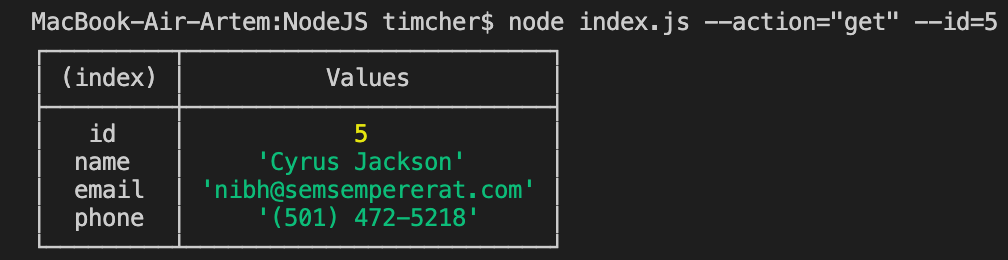 MacBook-Air-Artem:NodeJS timcher$ node index.js --action="get" --id=5
(index) Values
id 5
name 'Cyrus Jackson'
email 'nibh@semsempererat.com'
phone '(501) 472-5218'